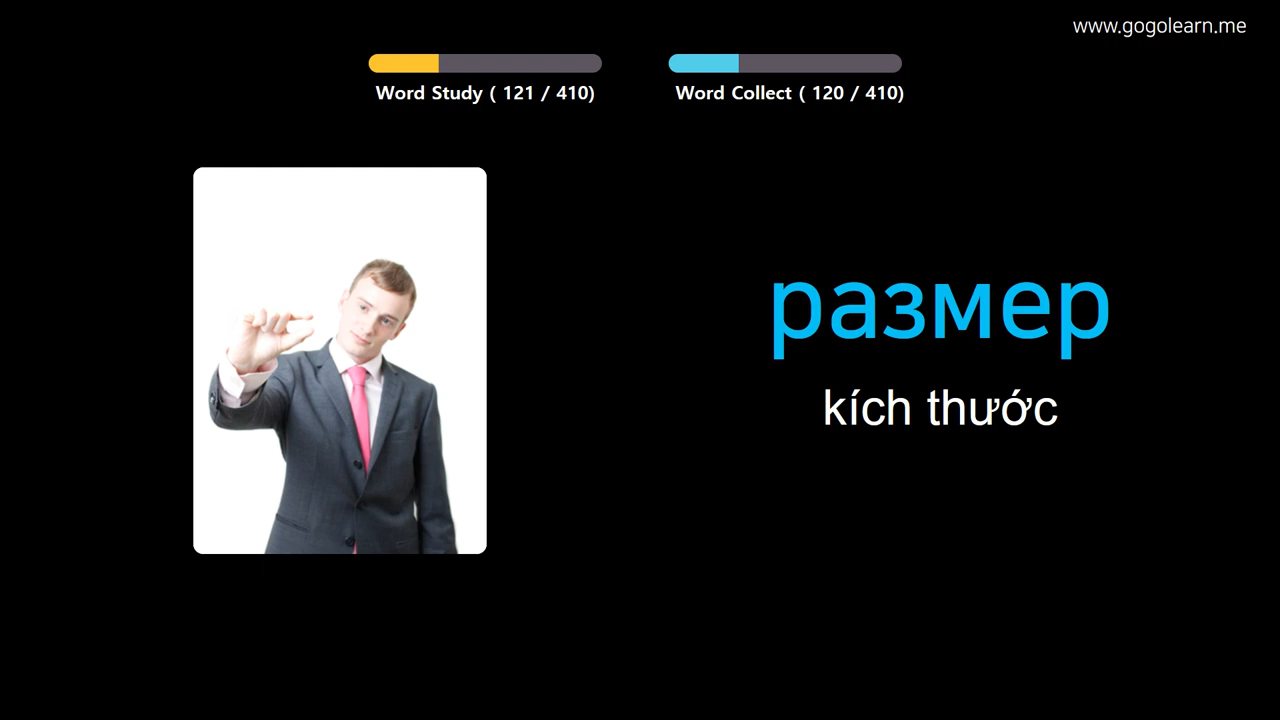 www.gogolearn.me
Word Study ( 121 / 410)
Word Collect ( 120 / 410)
размер
kích thước